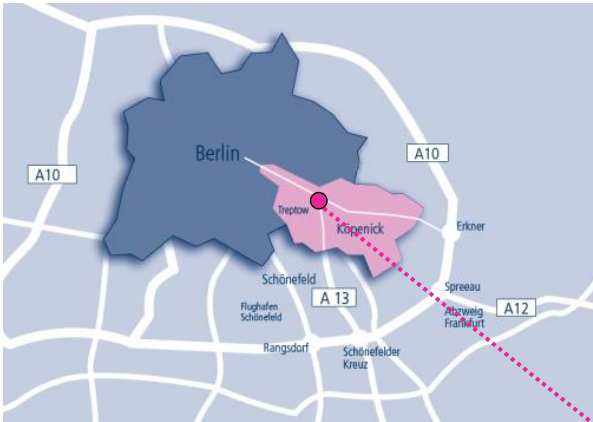 A10
Berlin
A10
Treptow
Köpenick
Erkner
Schönefeld
Spreeau
A 13
A12
Flughafen
Schönefeld
Abzweig
Frankfurt
Rangsdorf
Schönefelder
Kreuz